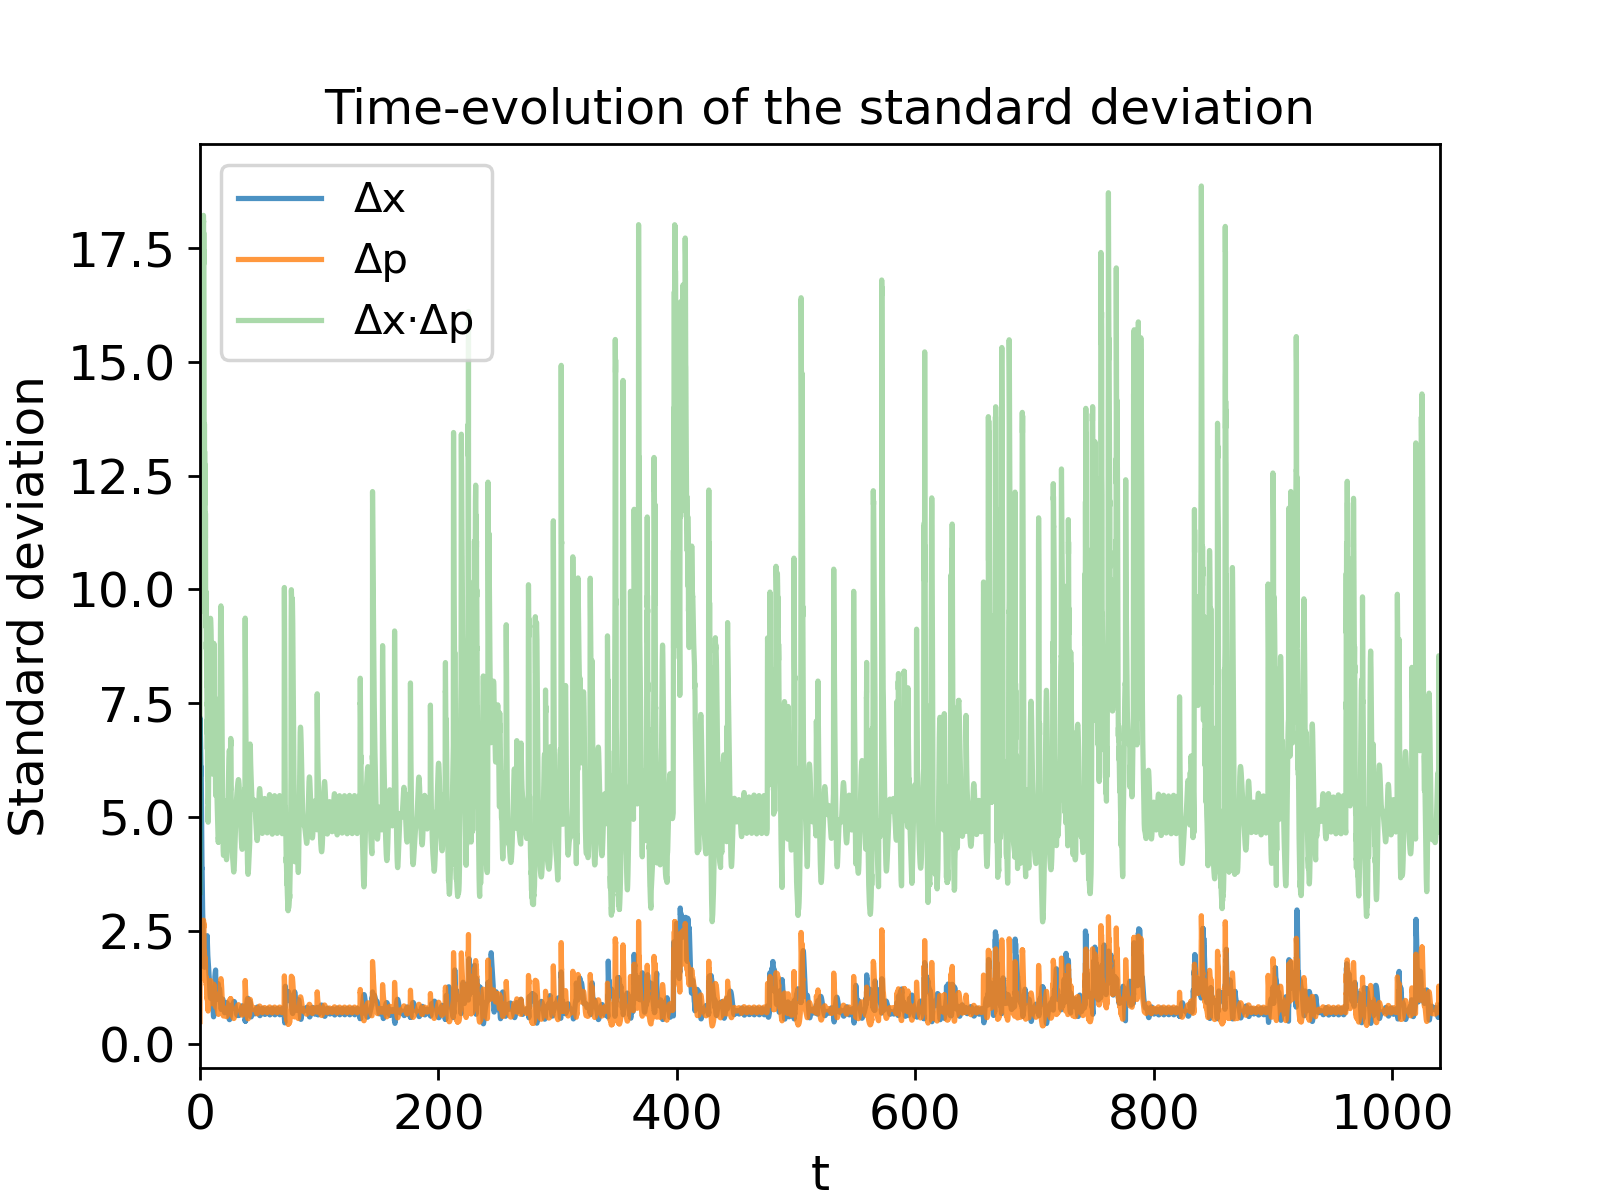 Time-evolution of the standard deviation
Δx
Δp
Δx·Δp
Standard deviation
17.5
15.0
12.5
10.0
7.5
5.0
2.5
0.0
0 200 400 600 800 1000
t